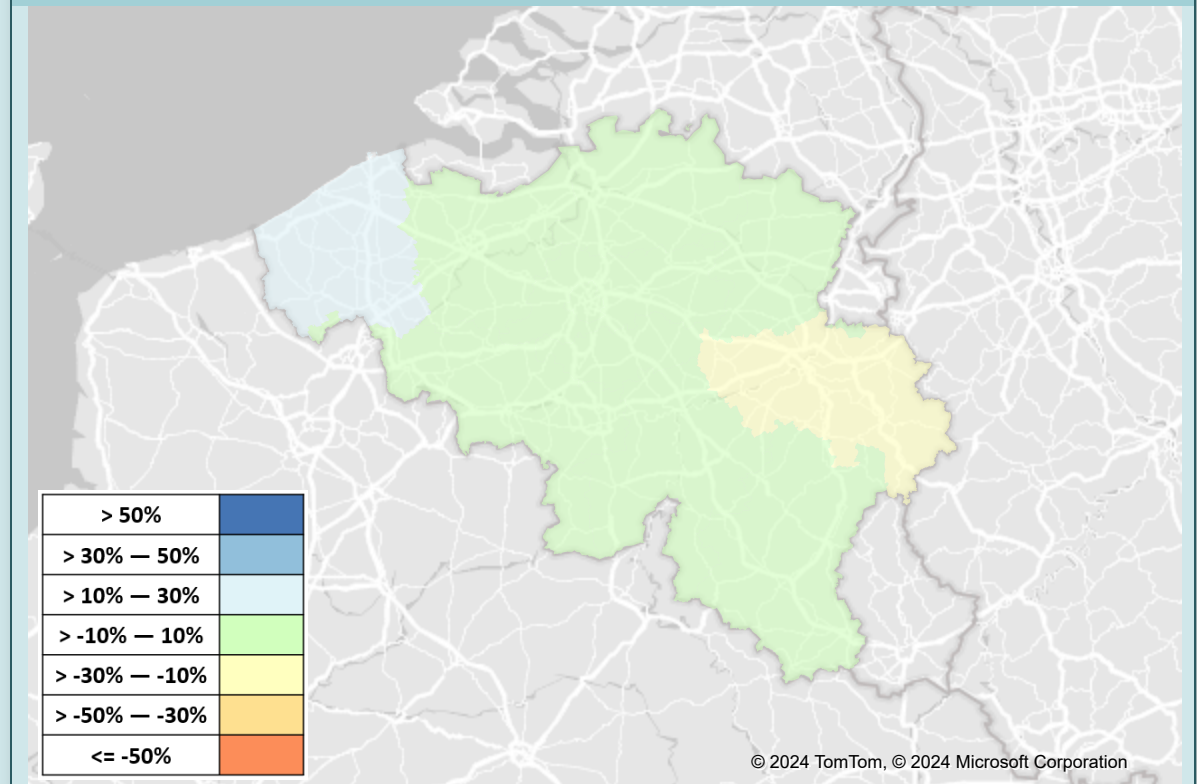 > 50%
> 30% — 50%
> 10% — 30%
> -10% — 10%
> -30% — -10%
> -50% — -30%
<= -50%
© 2024 TomTom, © 2024 Microsoft Corporation